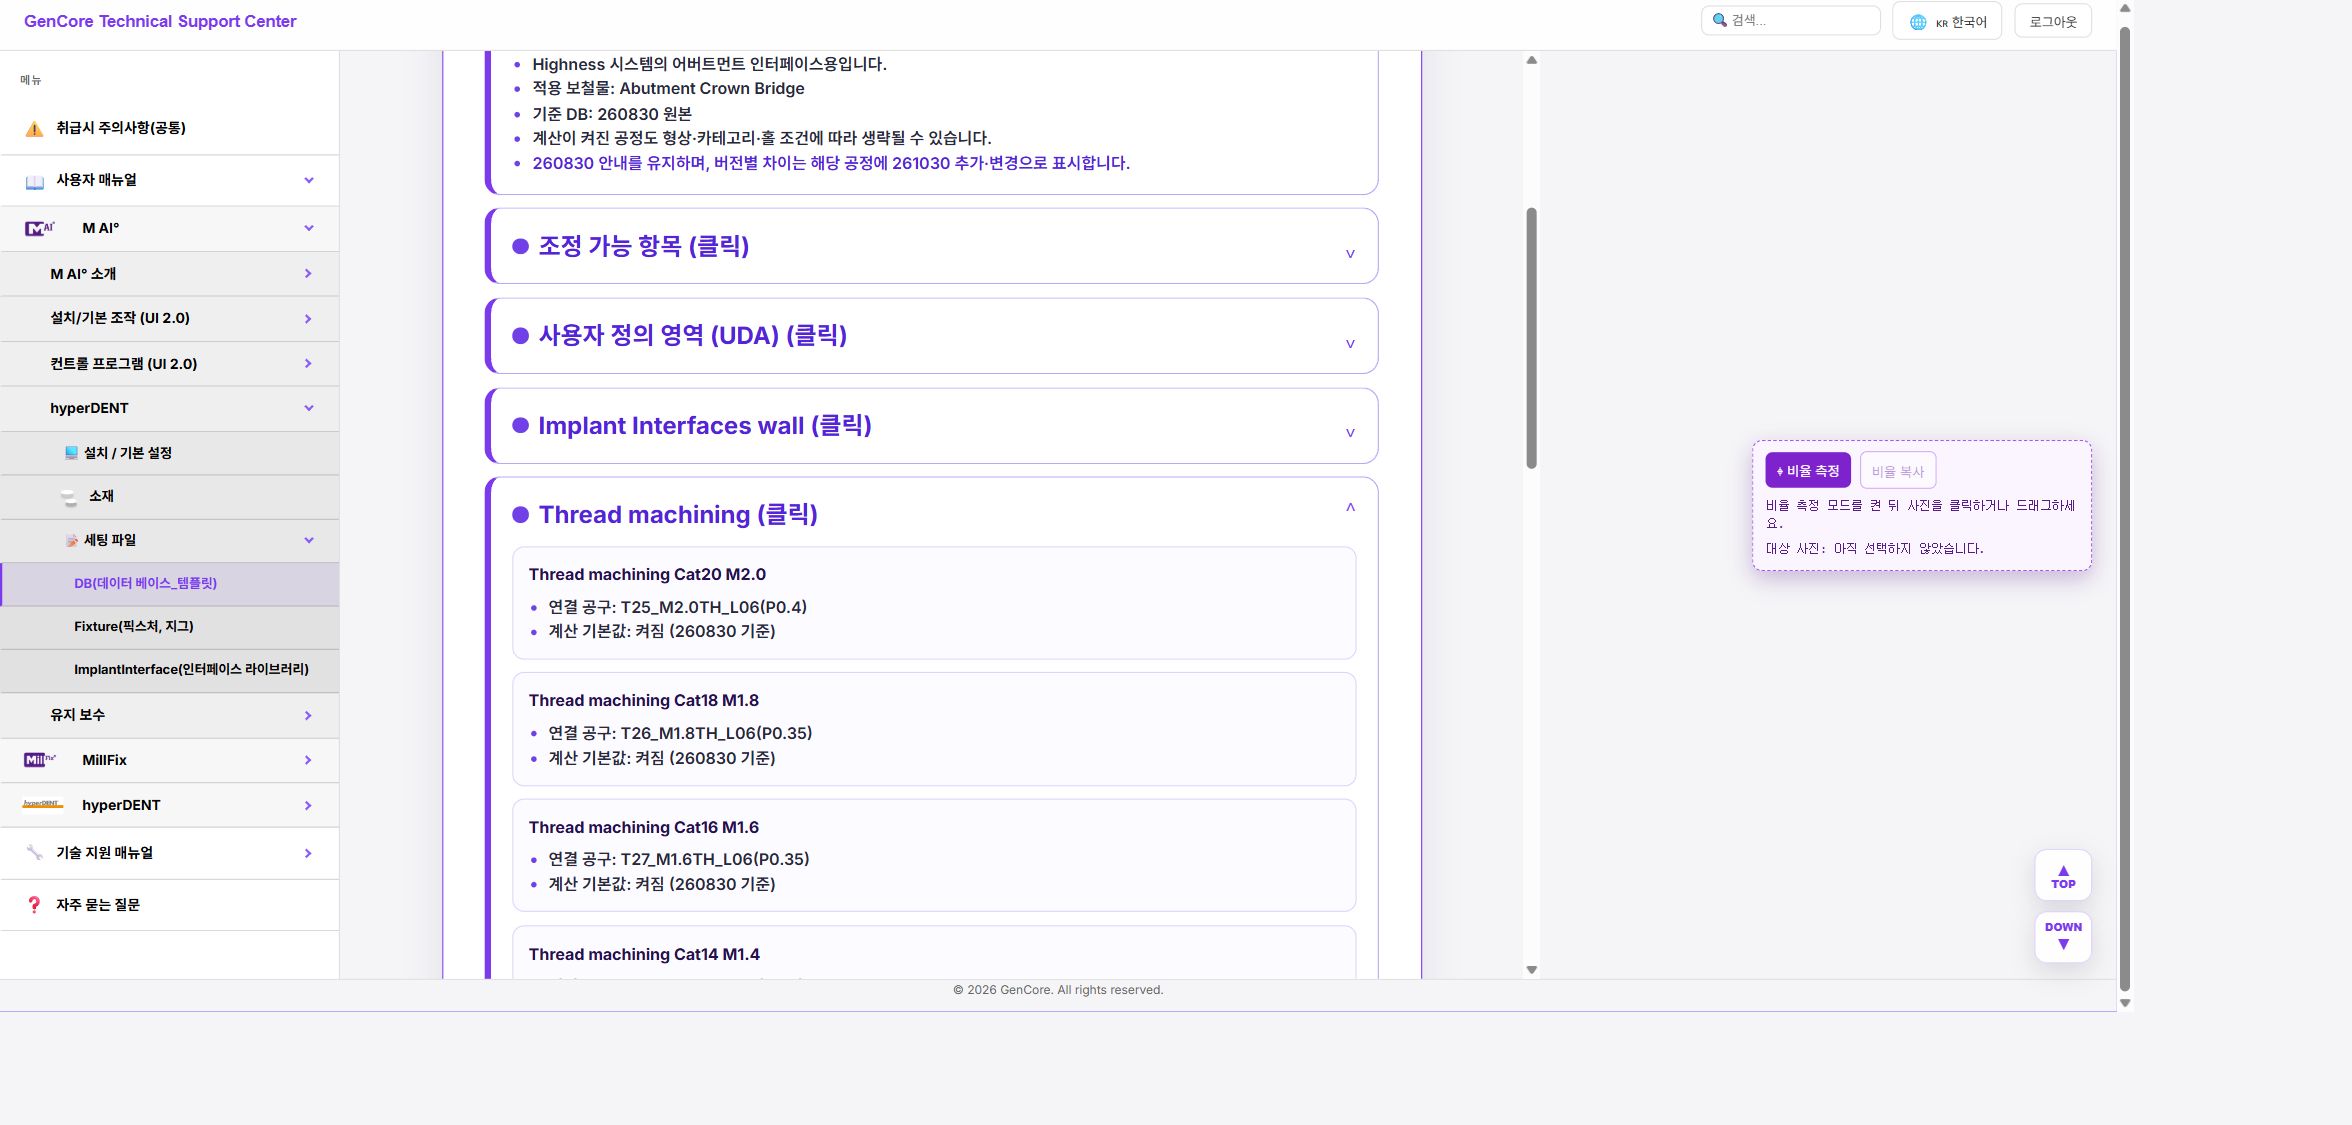 GenCore Technical Support Center
검색...
KR 한국어
로그아웃
메뉴
취급시 주의사항(공통)
사용자 매뉴얼
M AI°
M AI°
M AI° 소개
설치/기본 조작 (UI 2.0)
컨트롤 프로그램 (UI 2.0)
hyperDENT
설치 / 기본 설정
소재
세팅 파일
DB(데이터 베이스_템플릿)
Fixture(픽스처, 지그)
ImplantInterface(인터페이스 라이브러리)
유지 보수
MillFix
MillFix
hyperDENT
hyperDENT
기술 지원 매뉴얼
자주 묻는 질문
Highness 시스템의 어버트먼트 인터페이스용입니다.
적용 보철물: Abutment Crown Bridge
기준 DB: 260830 원본
계산이 켜진 공정도 형상·카테고리·홀 조건에 따라 생략될 수 있습니다.
260830 안내를 유지하며, 버전별 차이는 해당 공정에 261030 추가·변경으로 표시합니다.
조정 가능 항목 (클릭)
사용자 정의 영역 (UDA) (클릭)
Implant Interfaces wall (클릭)
Thread machining (클릭)
Thread machining Cat20 M2.0
연결 공구: T25_M2.0TH_L06(P0.4)
계산 기본값: 켜짐 (260830 기준)
Thread machining Cat18 M1.8
연결 공구: T26_M1.8TH_L06(P0.35)
계산 기본값: 켜짐 (260830 기준)
Thread machining Cat16 M1.6
연결 공구: T27_M1.6TH_L06(P0.35)
계산 기본값: 켜짐 (260830 기준)
Thread machining Cat14 M1.4
비율 측정
비율 복사
비율 측정 모드를 켠 뒤 사진을 클릭하거나 드래그하세
요.
대상 사진: 아직 선택하지 않았습니다.
TOP
DOWN
© 2026 GenCore. All rights reserved.